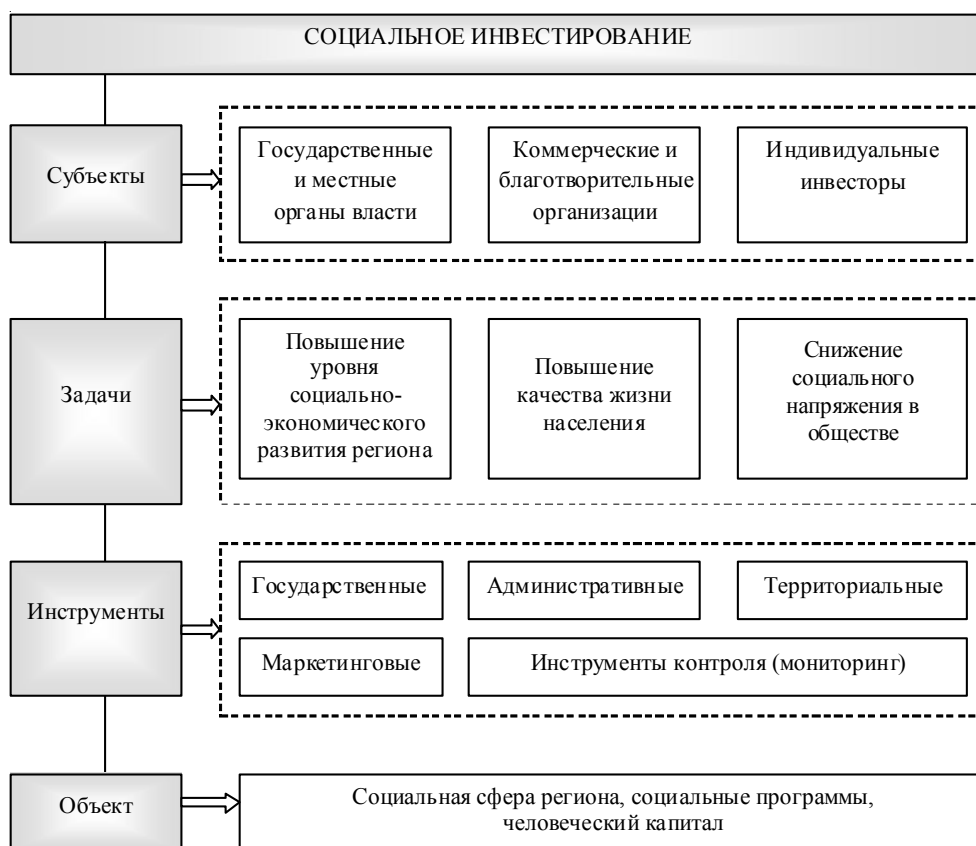 СОЦИАЛЬНОЕ ИНВЕСТИРОВАНИЕ
Субъекты
Государственные
и местные
органы власти
Коммерческие и
благотворительные
организации
Индивидуальные
инвесторы
Задачи
Повышение
уровня
социально-
экономического
развития региона
Повышение
качества жизни
населения
Снижение
социального
напряжения в
обществе
Инструменты
Государственные
Административные
Территориальные
Маркетинговые
Инструменты контроля (мониторинг)
Объект
Социальная сфера региона, социальные программы,
человеческий капитал